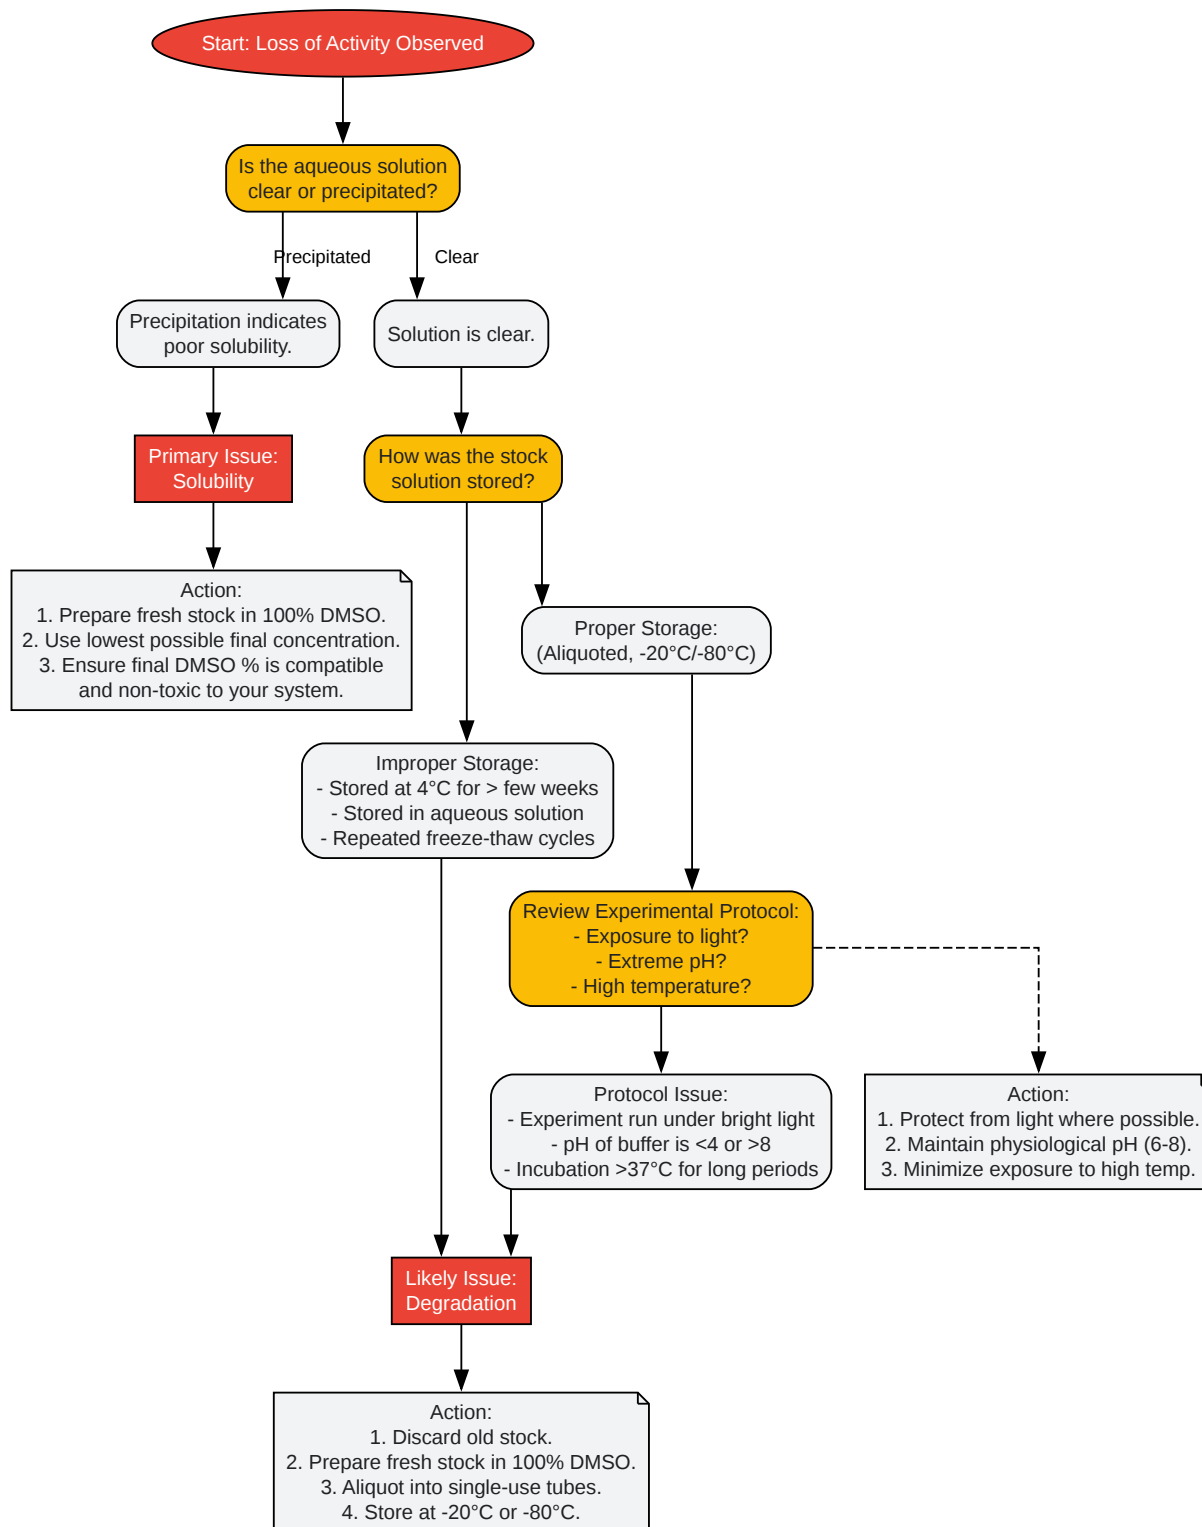 Start: Loss of Activity Observed
Is the aqueous solution
clear or precipitated?
Precipitated
Clear
Precipitation indicates
poor solubility.
Solution is clear.
Primary Issue:
Solubility
How was the stock
solution stored?
Action:
1. Prepare fresh stock in 100% DMSO.
2. Use lowest possible final concentration.
3. Ensure final DMSO % is compatible
and non-toxic to your system.
Proper Storage:
(Aliquoted, -20°C/-80°C)
Improper Storage:
- Stored at 4°C for > few weeks
- Stored in aqueous solution
- Repeated freeze-thaw cycles
Review Experimental Protocol:
- Exposure to light?
- Extreme pH?
- High temperature?
Protocol Issue:
- Experiment run under bright light
- pH of buffer is <4 or >8
- Incubation >37°C for long periods
Action:
1. Protect from light where possible.
2. Maintain physiological pH (6-8).
3. Minimize exposure to high temp.
Likely Issue:
Degradation
Action:
1. Discard old stock.
2. Prepare fresh stock in 100% DMSO.
3. Aliquot into single-use tubes.
4. Store at -20°C or -80°C.